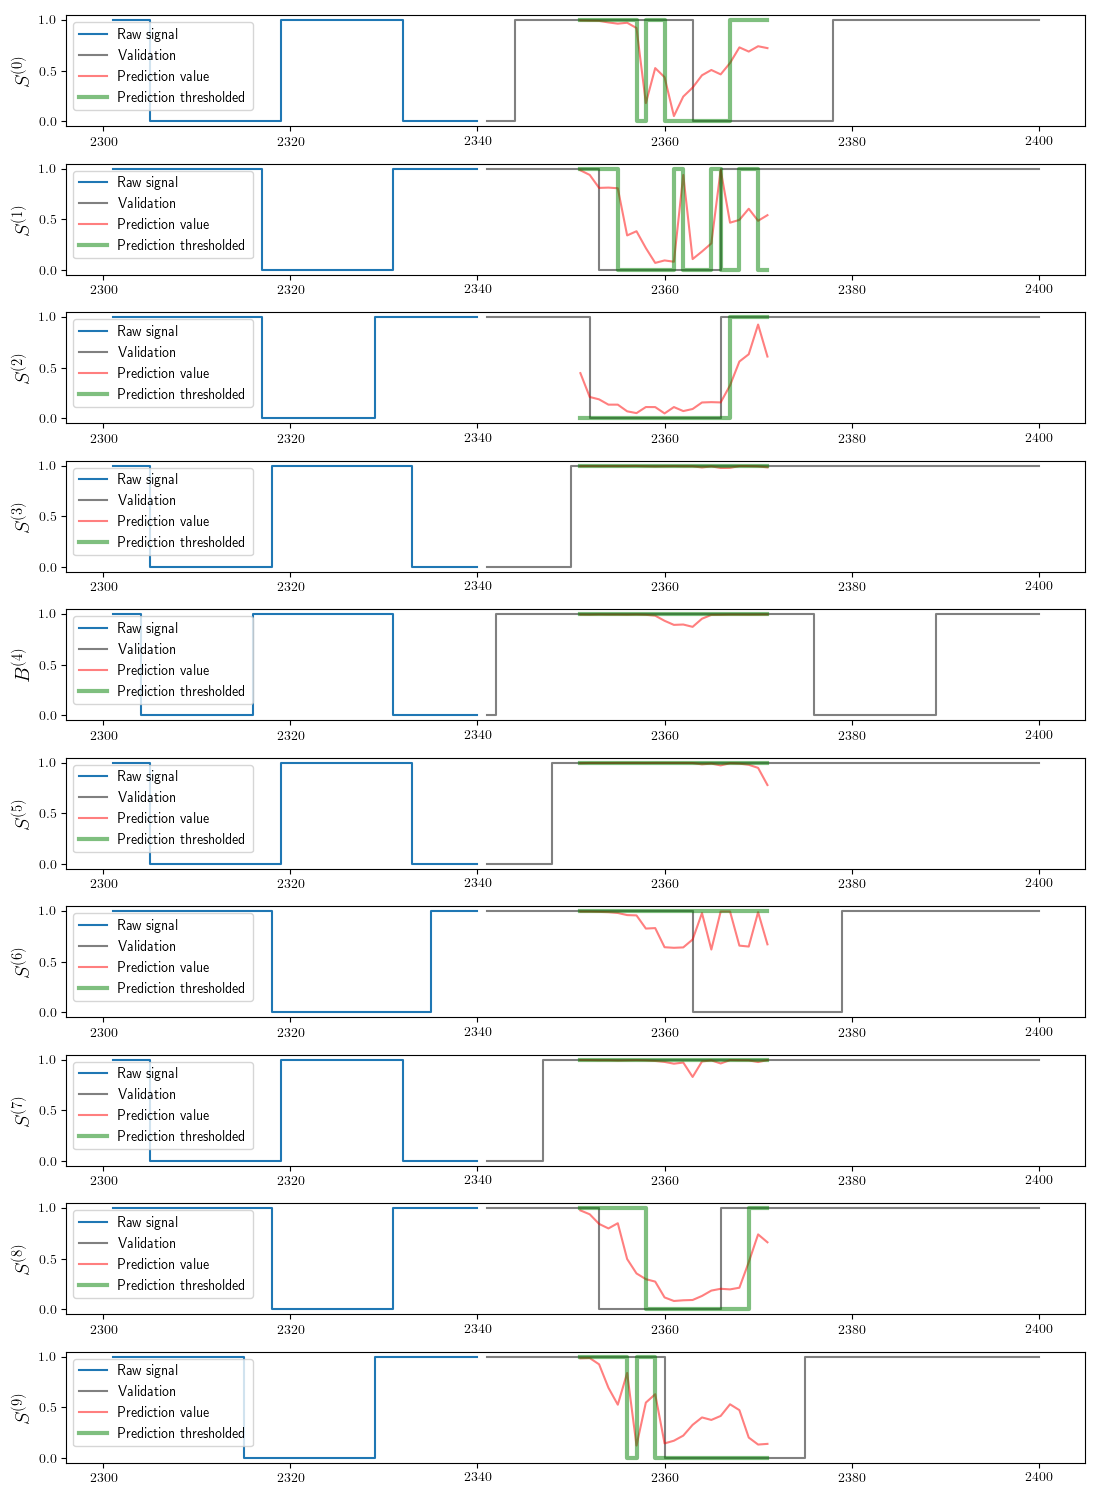 S(0)
1.0
0.5
0.0
Raw signal
Validation
Prediction value
Prediction thresholded
2300 2320 2340 2360 2380 2400
S(1)
1.0
0.5
0.0
Raw signal
Validation
Prediction value
Prediction thresholded
2300 2320 2340 2360 2380 2400
S(2)
1.0
0.5
0.0
Raw signal
Validation
Prediction value
Prediction thresholded
2300 2320 2340 2360 2380 2400
S(3)
1.0
0.5
0.0
Raw signal
Validation
Prediction value
Prediction thresholded
2300 2320 2340 2360 2380 2400
B(4)
1.0
0.5
0.0
Raw signal
Validation
Prediction value
Prediction thresholded
2300 2320 2340 2360 2380 2400
S(5)
1.0
0.5
0.0
Raw signal
Validation
Prediction value
Prediction thresholded
2300 2320 2340 2360 2380 2400
S(6)
1.0
0.5
0.0
Raw signal
Validation
Prediction value
Prediction thresholded
2300 2320 2340 2360 2380 2400
S(7)
1.0
0.5
0.0
Raw signal
Validation
Prediction value
Prediction thresholded
2300 2320 2340 2360 2380 2400
S(8)
1.0
0.5
0.0
Raw signal
Validation
Prediction value
Prediction thresholded
2300 2320 2340 2360 2380 2400
S(9)
1.0
0.5
0.0
Raw signal
Validation
Prediction value
Prediction thresholded
2300 2320 2340 2360 2380 2400